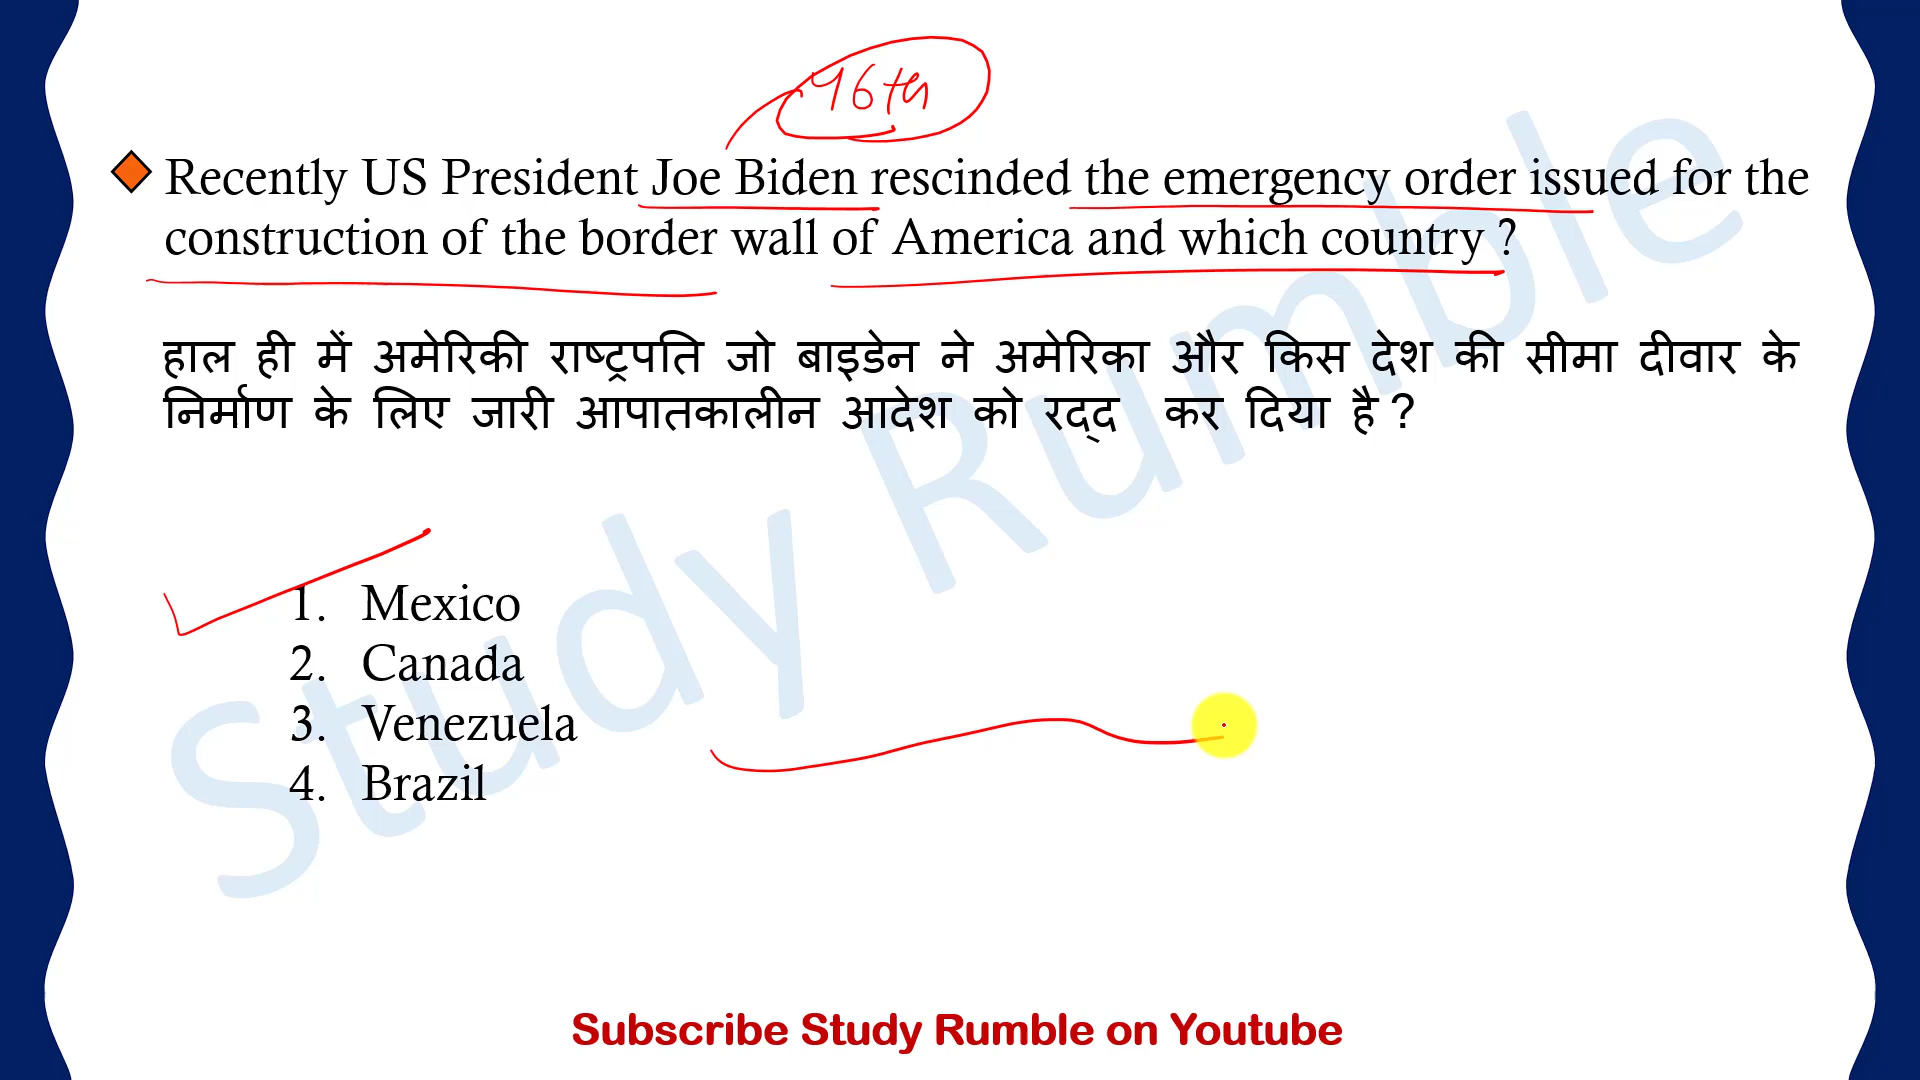 46th
Recently US President Joe Biden rescinded the emergency order issued for the
construction of the border wall of America and which country ?
हाल ही में अमेरिकी राष्ट्रपति जो बाइडेन ने अमेरिका और किस देश की सीमा दीवार के
निर्माण के लिए जारी आपातकालीन आदेश को रद्द कर दिया है ?
1. Mexico
2. Canada
3. Venezuela
4. Brazil
Study Rumble
Subscribe Study Rumble on Youtube